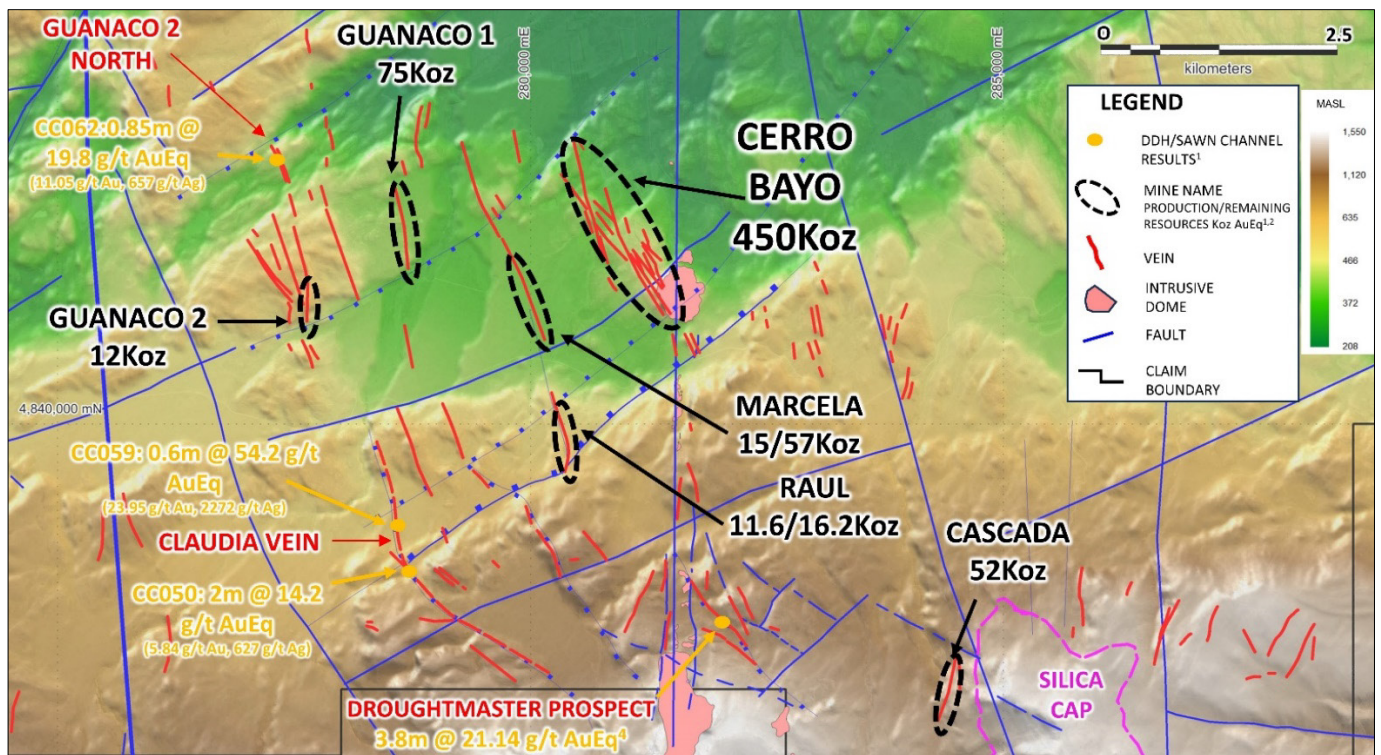 GUANACO 2
NORTH
CC062:0.85m @
19.8 g/t AuEq
(11.05 g/t Au, 657 g/t Ag)
GUANACO 1
75Koz
280,000 mE
CERRO
BAYO
450Koz
285,000 mE
0 2.5
kilometers
LEGEND
DDH/SAWN CHANNEL
RESULTS¹
MINE NAME
PRODUCTION/REMAINING
RESOURCES Koz AuEq¹,²
VEIN
INTRUSIVE
DOME
FAULT
CLAIM
BOUNDARY
MASL
1,550
1,120
635
466
372
208
GUANACO 2
12Koz
4,840,000 mN
MARCELA
15/57Koz
RAUL
11.6/16.2Koz
CC059: 0.6m @ 54.2 g/t
AuEq
(23.95 g/t Au, 2272 g/t Ag)
CLAUDIA VEIN
CC050: 2m @ 14.2
g/t AuEq
(5.84 g/t Au, 627 g/t Ag)
CASCADA
52Koz
SILICA
CAP
DROUGHTMASTER PROSPECT
3.8m @ 21.14 g/t AuEq⁴